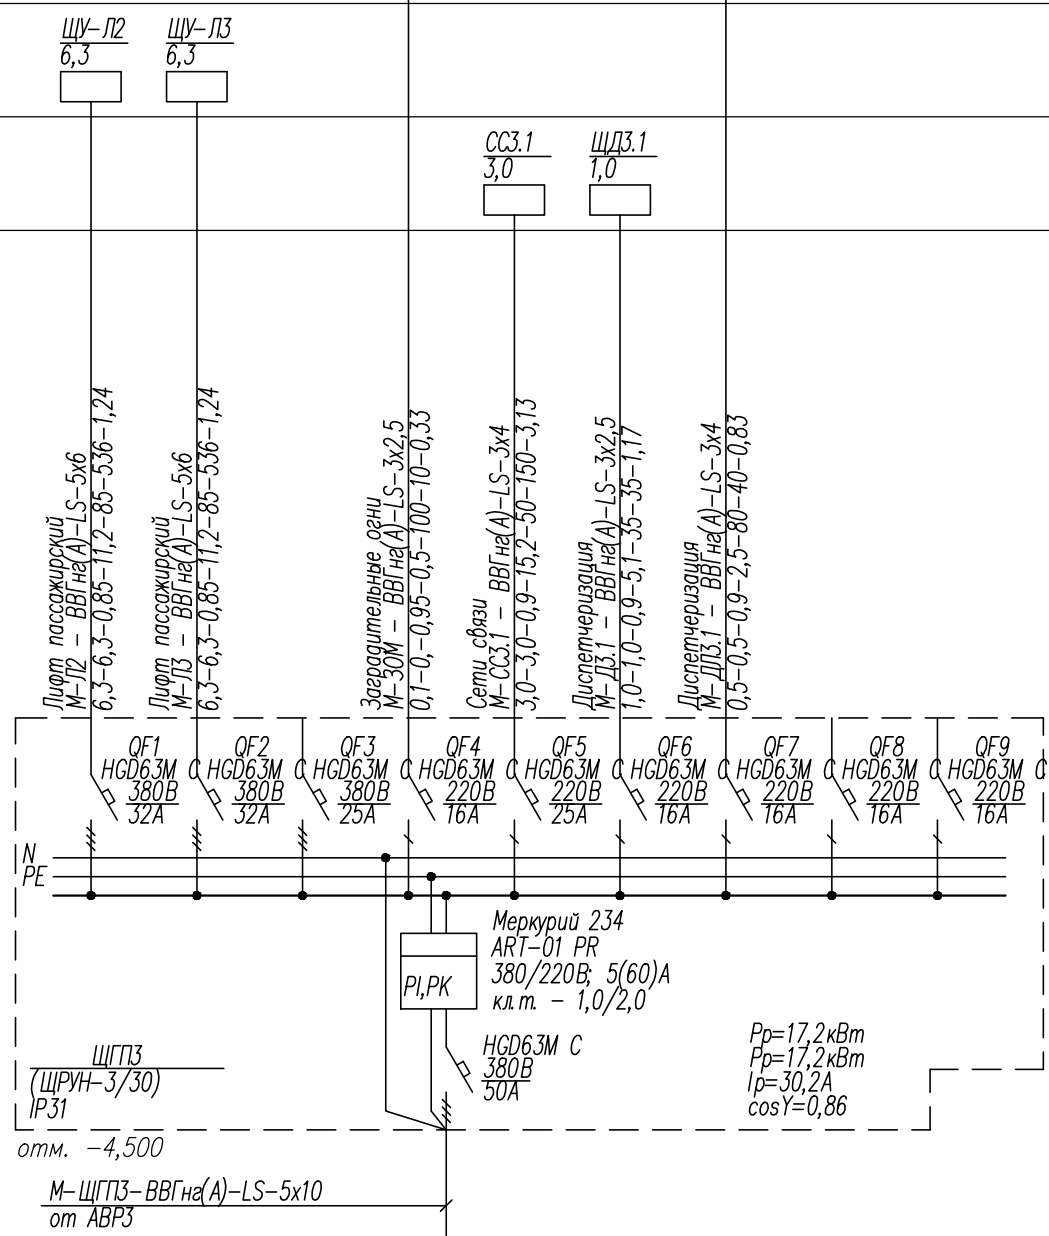 ЩУ-Л2
6,3
ЩУ-Л3
6,3
СС3.1
3,0
ЩД3.1
1,0
Лифт пассажирский
М-Л2 - ВВГнг(А)-LS-5х6
6,3-6,3-0,85-11,2-85-536-1,24
Лифт пассажирский
М-Л3 - ВВГнг(А)-LS-5х6
6,3-6,3-0,85-11,2-85-536-1,24
Заградительные огни
М-ЗОМ - ВВГнг(А)-LS-3х2,5
0,1-0,-0,95-0,5-100-10-0,33
Сети связи
М-СС3.1 - ВВГнг(А)-LS-3х4
3,0-3,0-0,9-15,2-50-150-3,13
Диспетчеризация
М-Д3.1 - ВВГнг(А)-LS-3х2,5
1,0-1,0-0,9-5,1-35-35-1,17
Диспетчеризация
М-ДЛ3.1 - ВВГнг(А)-LS-3х4
0,5-0,5-0,9-2,5-80-40-0,83
QF1
HGD63M C
380В
32А
QF2
HGD63M C
380В
32А
QF3
HGD63M C
380В
25А
QF4
HGD63M C
220В
16А
QF5
HGD63M C
220В
25А
QF6
HGD63M C
220В
16А
QF7
HGD63M C
220В
16А
QF8
HGD63M C
220В
16А
QF9
HGD63M C
220В
16А
N
PE
Меркурий 234
ART-01 PR
380/220В; 5(60)А
кл.т. - 1,0/2,0
PI,PK
HGD63M C
380В
50А
ЩГП3
(ЩРУН-3/30)
IP31
Рр=17,2кВт
Рр=17,2кВт
Iр=30,2А
cosY=0,86
отм. -4,500
М-ЩГП3-ВВГнг(А)-LS-5х10
от АВР3